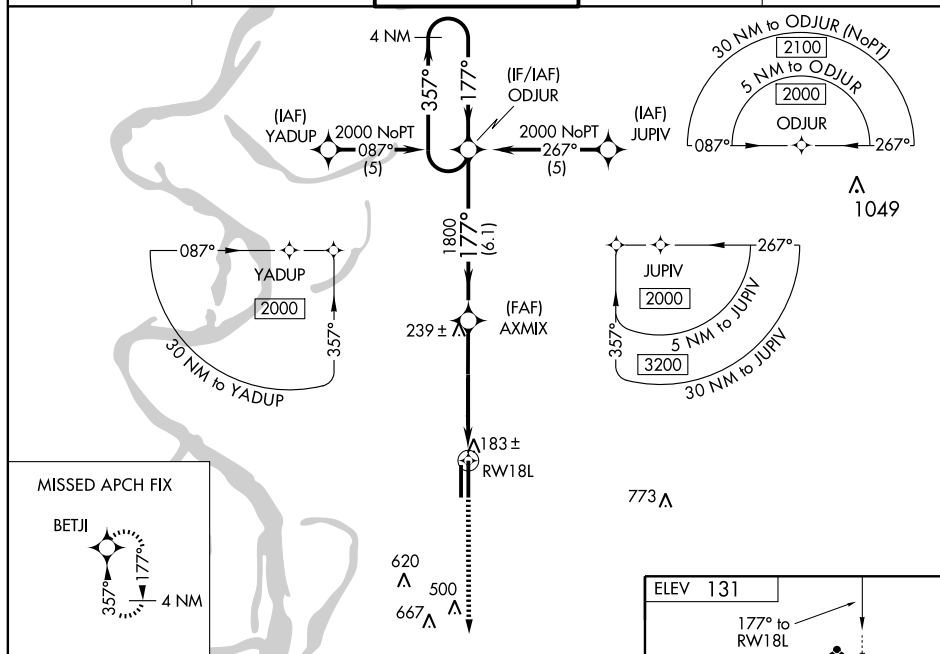 4 NM
357°
177°
(IF/IAF)
ODJUR
30 NM to ODJUR (NoPT)
2100
5 NM to ODJUR
2000
ODJUR
087°
267°
(IAF)
YADUP
2000 NoPT
087°
(5)
(IAF)
JUPIV
2000 NoPT
267°
(5)
1049
1800
177°
(6.1)
087°
YADUP
2000
357°
30 NM to YADUP
267°
JUPIV
2000
5 NM to JUPIV
357°
3200
30 NM to JUPIV
(FAF)
AXMIX
239 ±
183 ±
RW18L
MISSED APCH FIX
BETJI
357°
177°
4 NM
773
620
500
667
ELEV 131
177° to
RW18L